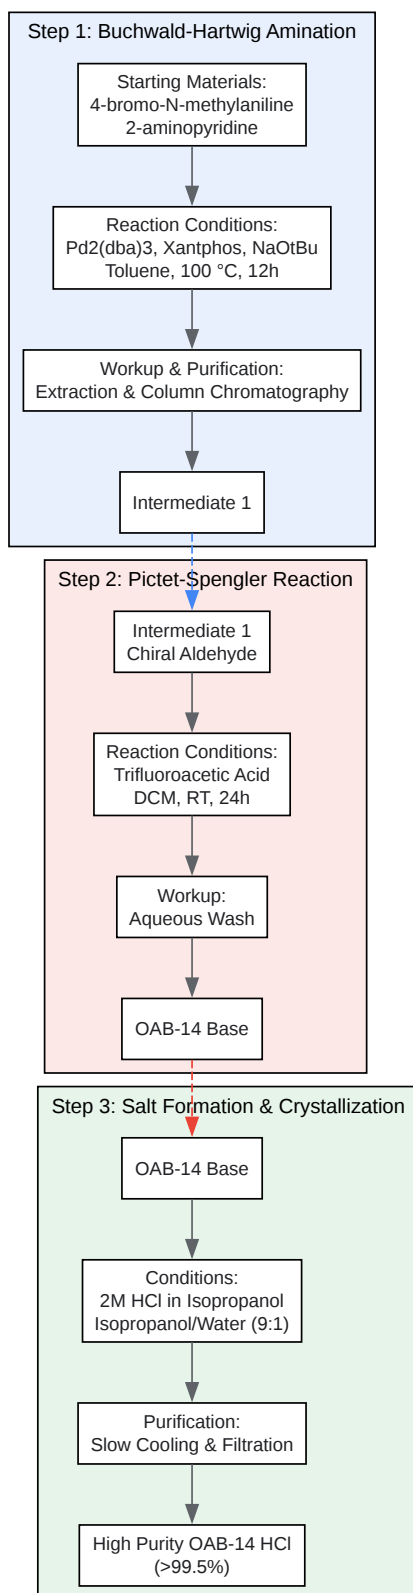 Step 1: Buchwald-Hartwig Amination
Starting Materials:
4-bromo-N-methylaniline
2-aminopyridine
Reaction Conditions:
Pd2(dba)3, Xantphos, NaOtBu
Toluene, 100 °C, 12h
Workup & Purification:
Extraction & Column Chromatography
Intermediate 1
Step 2: Pictet-Spengler Reaction
Intermediate 1
Chiral Aldehyde
Reaction Conditions:
Trifluoroacetic Acid
DCM, RT, 24h
Workup:
Aqueous Wash
OAB-14 Base
Step 3: Salt Formation & Crystallization
OAB-14 Base
Conditions:
2M HCl in Isopropanol
Isopropanol/Water (9:1)
Purification:
Slow Cooling & Filtration
High Purity OAB-14 HCl
(>99.5%)